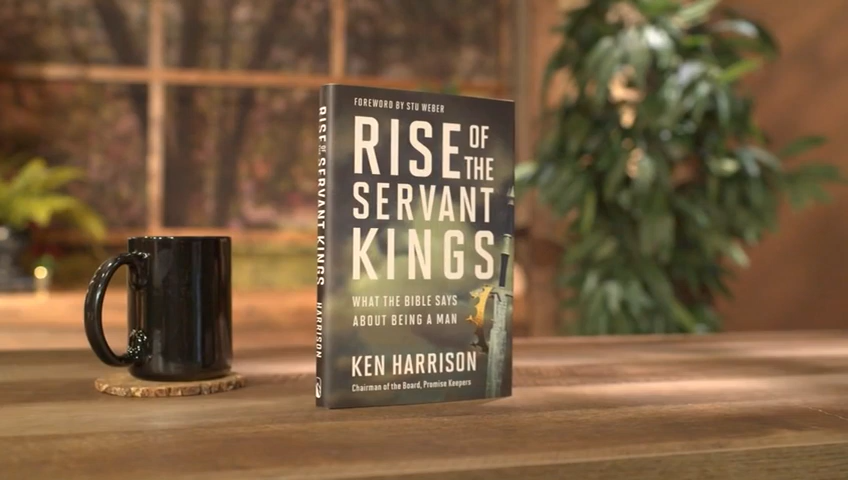 FOREWORD BY STU WEBER
RISE OF
THE
SERVANT
KINGS
WHAT THE BIBLE SAYS
ABOUT BEING A MAN
KEN HARRISON
Chairman of the Board, Promise Keepers
RISE OF THE SERVANT KINGS HARRISON